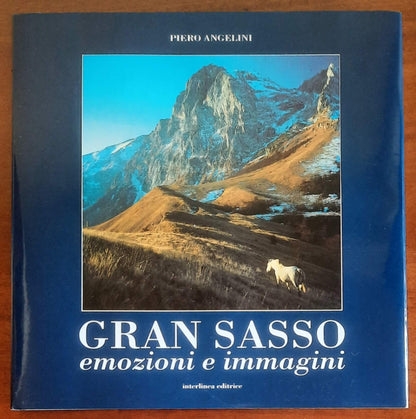 PIERO ANGELINI
GRAN SASSO
emozioni e immagini
interlinea editrice